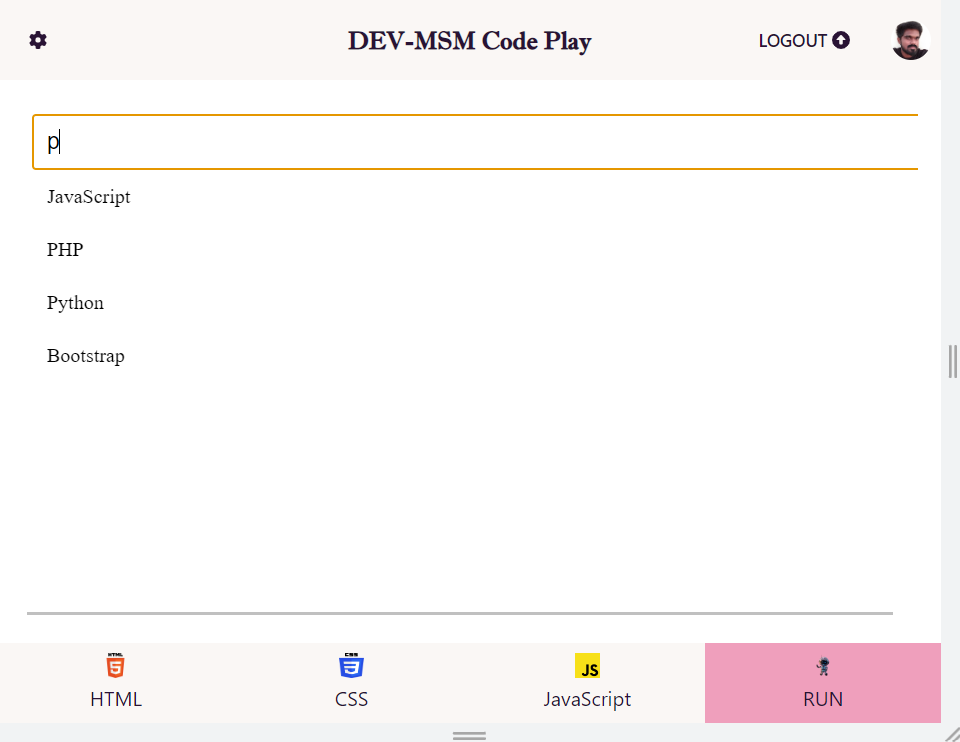 DEV-MSM Code Play
LOGOUT
p
JavaScript
PHP
Python
Bootstrap
HTML
HTML
CSS
CSS
JS
JavaScript
RUN